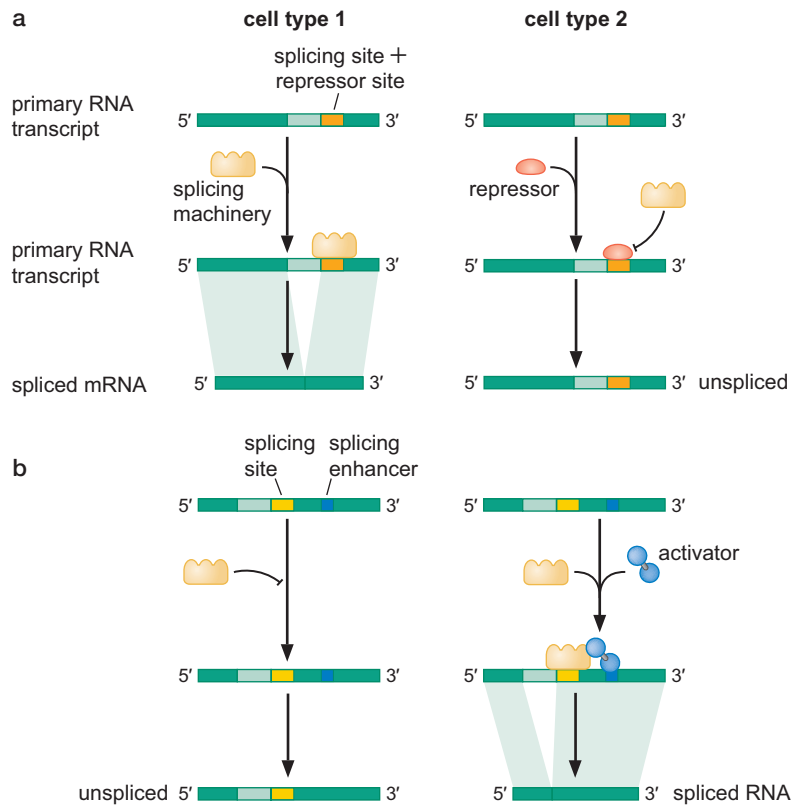 a
cell type 1
cell type 2
splicing site +
repressor site
primary RNA
transcript
5′
3′
5′
3′
splicing
machinery
repressor
primary RNA
transcript
5′
3′
5′
3′
spliced mRNA
5′
3′
5′
3′
unspliced
b
splicing
site
splicing
enhancer
5′
3′
5′
3′
activator
5′
3′
5′
3′
unspliced
5′
3′
5′
3′
spliced RNA